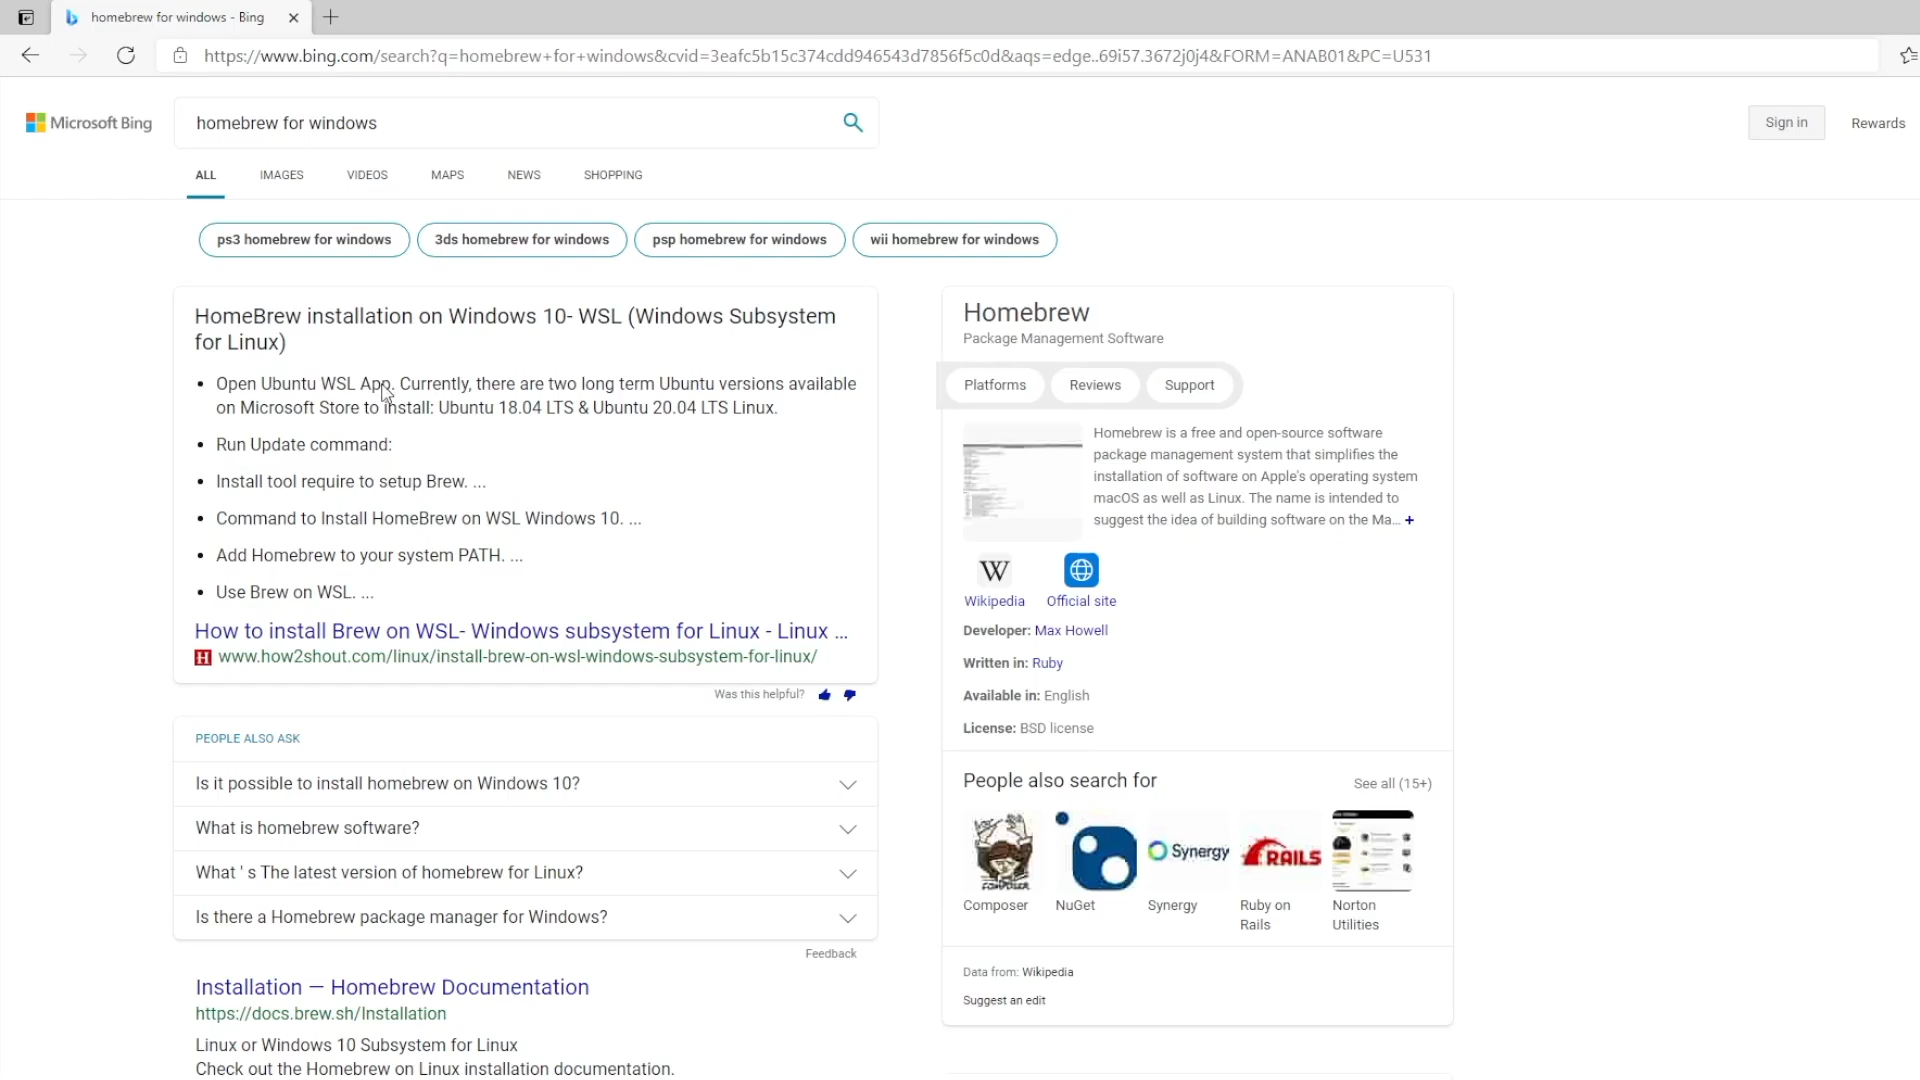 homebrew for windows - Bing
https://www.bing.com/search?q=homebrew+for+windows&cvid=3eafc5b15c374cdd946543d7856f5c0d&aqs=edge..69i57.3672j0j4&FORM=ANAB01&PC=U531
Microsoft Bing
homebrew for windows
Sign in
Rewards
ALL IMAGES VIDEOS MAPS NEWS SHOPPING
ps3 homebrew for windows
3ds homebrew for windows
psp homebrew for windows
wii homebrew for windows
HomeBrew installation on Windows 10- WSL (Windows Subsystem
for Linux)
• Open Ubuntu WSL App. Currently, there are two long term Ubuntu versions available
on Microsoft Store to install: Ubuntu 18.04 LTS & Ubuntu 20.04 LTS Linux.
• Run Update command:
• Install tool require to setup Brew. ...
• Command to Install HomeBrew on WSL Windows 10. ...
• Add Homebrew to your system PATH. ...
• Use Brew on WSL. ...
How to install Brew on WSL- Windows subsystem for Linux - Linux ...
H www.how2shout.com/linux/install-brew-on-wsl-windows-subsystem-for-linux/
Was this helpful?
PEOPLE ALSO ASK
Is it possible to install homebrew on Windows 10?
What is homebrew software?
What ' s The latest version of homebrew for Linux?
Is there a Homebrew package manager for Windows?
Feedback
Installation — Homebrew Documentation
https://docs.brew.sh/Installation
Linux or Windows 10 Subsystem for Linux
Check out the Homebrew on Linux installation documentation.
Homebrew
Package Management Software
Platforms
Reviews
Support
Homebrew is a free and open-source software
package management system that simplifies the
installation of software on Apple's operating system
macOS as well as Linux. The name is intended to
suggest the idea of building software on the Ma... +
W
Wikipedia
Official site
Developer: Max Howell
Written in: Ruby
Available in: English
License: BSD license
People also search for
See all (15+)
COMPOSER
Synergy
RAILS
Composer
NuGet
Synergy
Ruby on
Rails
Norton
Utilities
Data from: Wikipedia
Suggest an edit